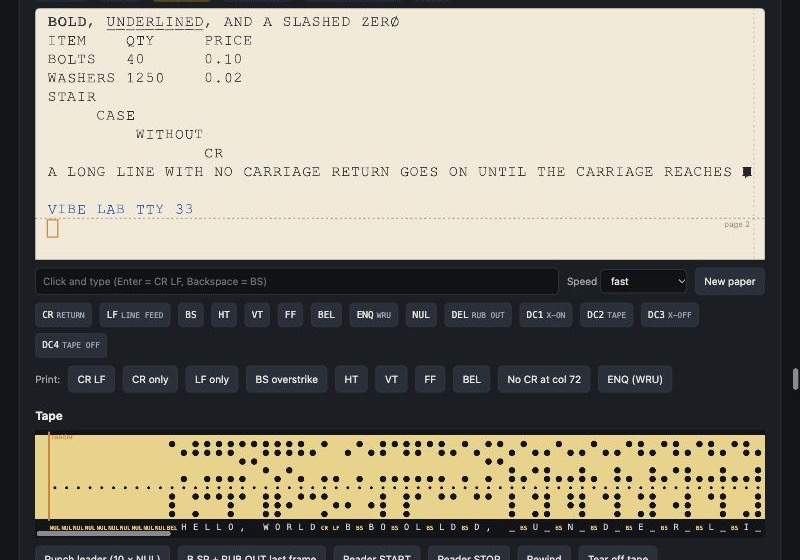 BOLD, UNDERLINED, AND A SLASHED ZERØ
ITEM QTY PRICE
BOLTS 40 0.10
WASHERS 1250 0.02
STAIR
CASE
WITHOUT
CR
A LONG LINE WITH NO CARRIAGE RETURN GOES ON UNTIL THE CARRIAGE REACHES
VIBE LAB TTY 33
page 2
Click and type (Enter = CR LF, Backspace = BS) Speed fast New paper
CR RETURN LF LINE FEED BS HT VT FF BEL ENQ WRU NUL DEL RUB OUT DC1 X-ON DC2 TAPE DC3 X-OFF
DC4 TAPE OFF
Print: CR LF CR only LF only BS overstrike HT VT FF BEL No CR at col 72 ENQ (WRU)
Tape
leader
NUL NUL NUL NUL NUL NUL NUL NUL NUL NUL BEL H E L L O , W O R L D CR LF B BS B O BS O L BS L D BS D , _ BS U _ BS N _ BS D _ BS E _ BS R _ BS L _ BS I _
Punch leader (10 × NUL) B.SP + RUB OUT last frame Reader START Reader STOP Rewind Tear off tape